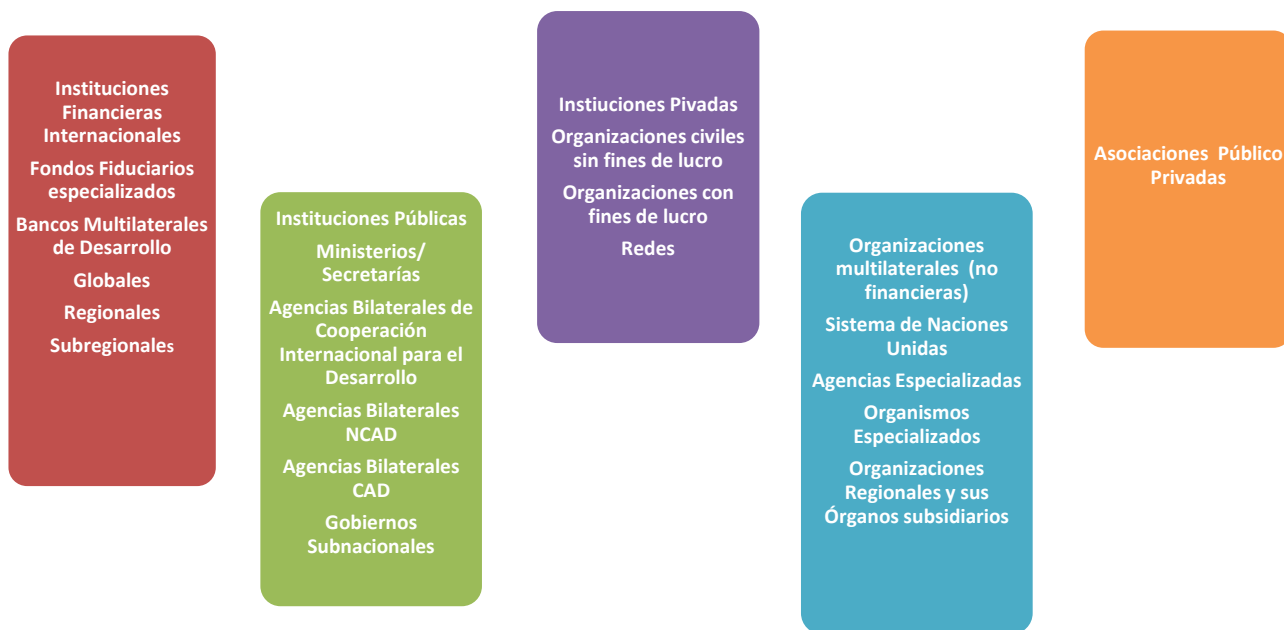 Instituciones
Financieras
Internacionales
Fondos Fiduciarios
especializados
Bancos Multilaterales
de Desarrollo
Globales
Regionales
Subregionales
Instituciones Públicas
Ministerios/
Secretarías
Agencias Bilaterales de
Cooperación
Internacional para el
Desarrollo
Agencias Bilaterales
NCAD
Agencias Bilaterales
CAD
Gobiernos
Subnacionales
Instiuciones Pivadas
Organizaciones civiles
sin fines de lucro
Organizaciones con
fines de lucro
Redes
Organizaciones
multilaterales (no
financieras)
Sistema de Naciones
Unidas
Agencias Especializadas
Organismos
Especializados
Organizaciones
Regionales y sus
Órganos subsidiarios
Asociaciones Público
Privadas